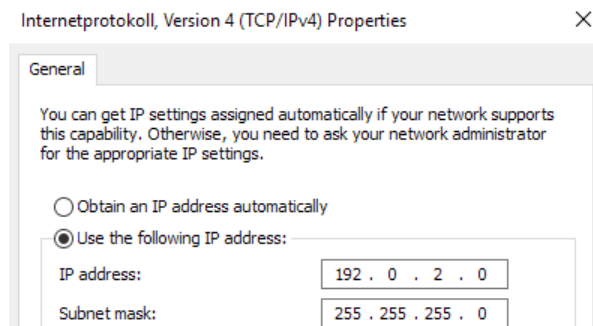 Internetprotokoll, Version 4 (TCP/IPv4) Properties
General
You can get IP settings assigned automatically if your network supports
this capability. Otherwise, you need to ask your network administrator
for the appropriate IP settings.
Obtain an IP address automatically
Use the following IP address:
IP address: 192 . 0 . 2 . 0
Subnet mask: 255 . 255 . 255 . 0